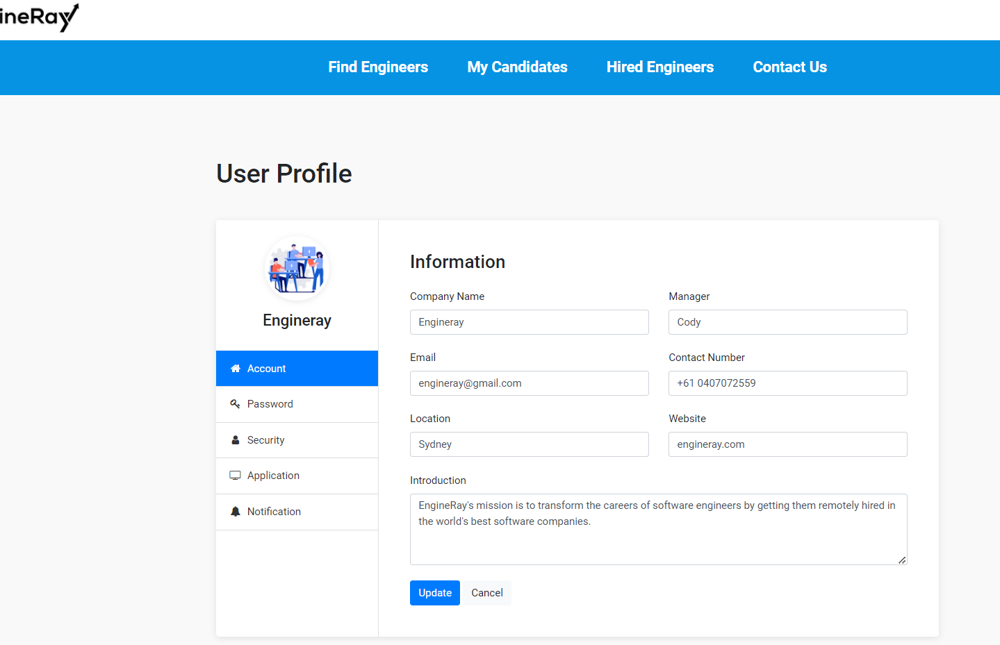 ineRay
Find Engineers My Candidates Hired Engineers Contact Us
User Profile
Engineray
Account
Password
Security
Application
Notification
Information
Company Name
Engineray
Manager
Cody
Email
engineray@gmail.com
Contact Number
+61 0407072559
Location
Sydney
Website
engineray.com
Introduction
EngineRay's mission is to transform the careers of software engineers by getting them remotely hired in
the world's best software companies.
Update Cancel